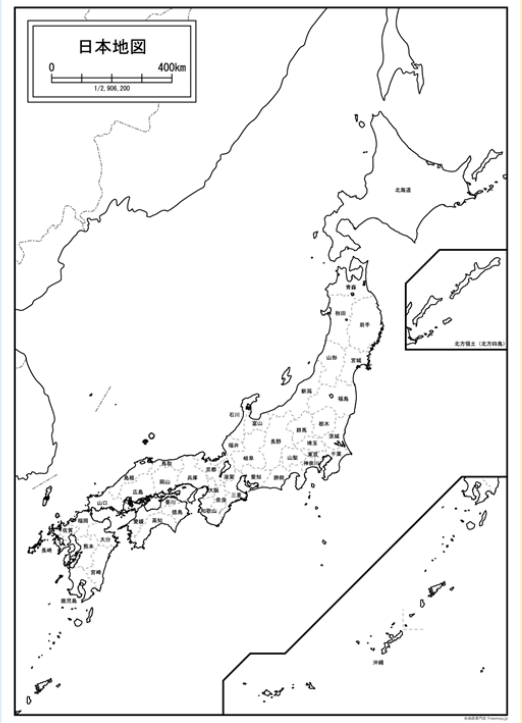 日本地図
0 400km
1/2,906,200
北海道
青森
秋田
岩手
山形
宮城
新潟
福島
石川
富山
栃木
群馬
茨城
福井
長野
埼玉
岐阜
山梨
東京
千葉
神奈川
鳥取
京都
滋賀
愛知
静岡
島根
岡山
兵庫
大阪
三重
奈良
広島
香川
山口
徳島
和歌山
愛媛
高知
福岡
佐賀
大分
長崎
熊本
宮崎
鹿児島
北方領土(北方四島)
沖縄